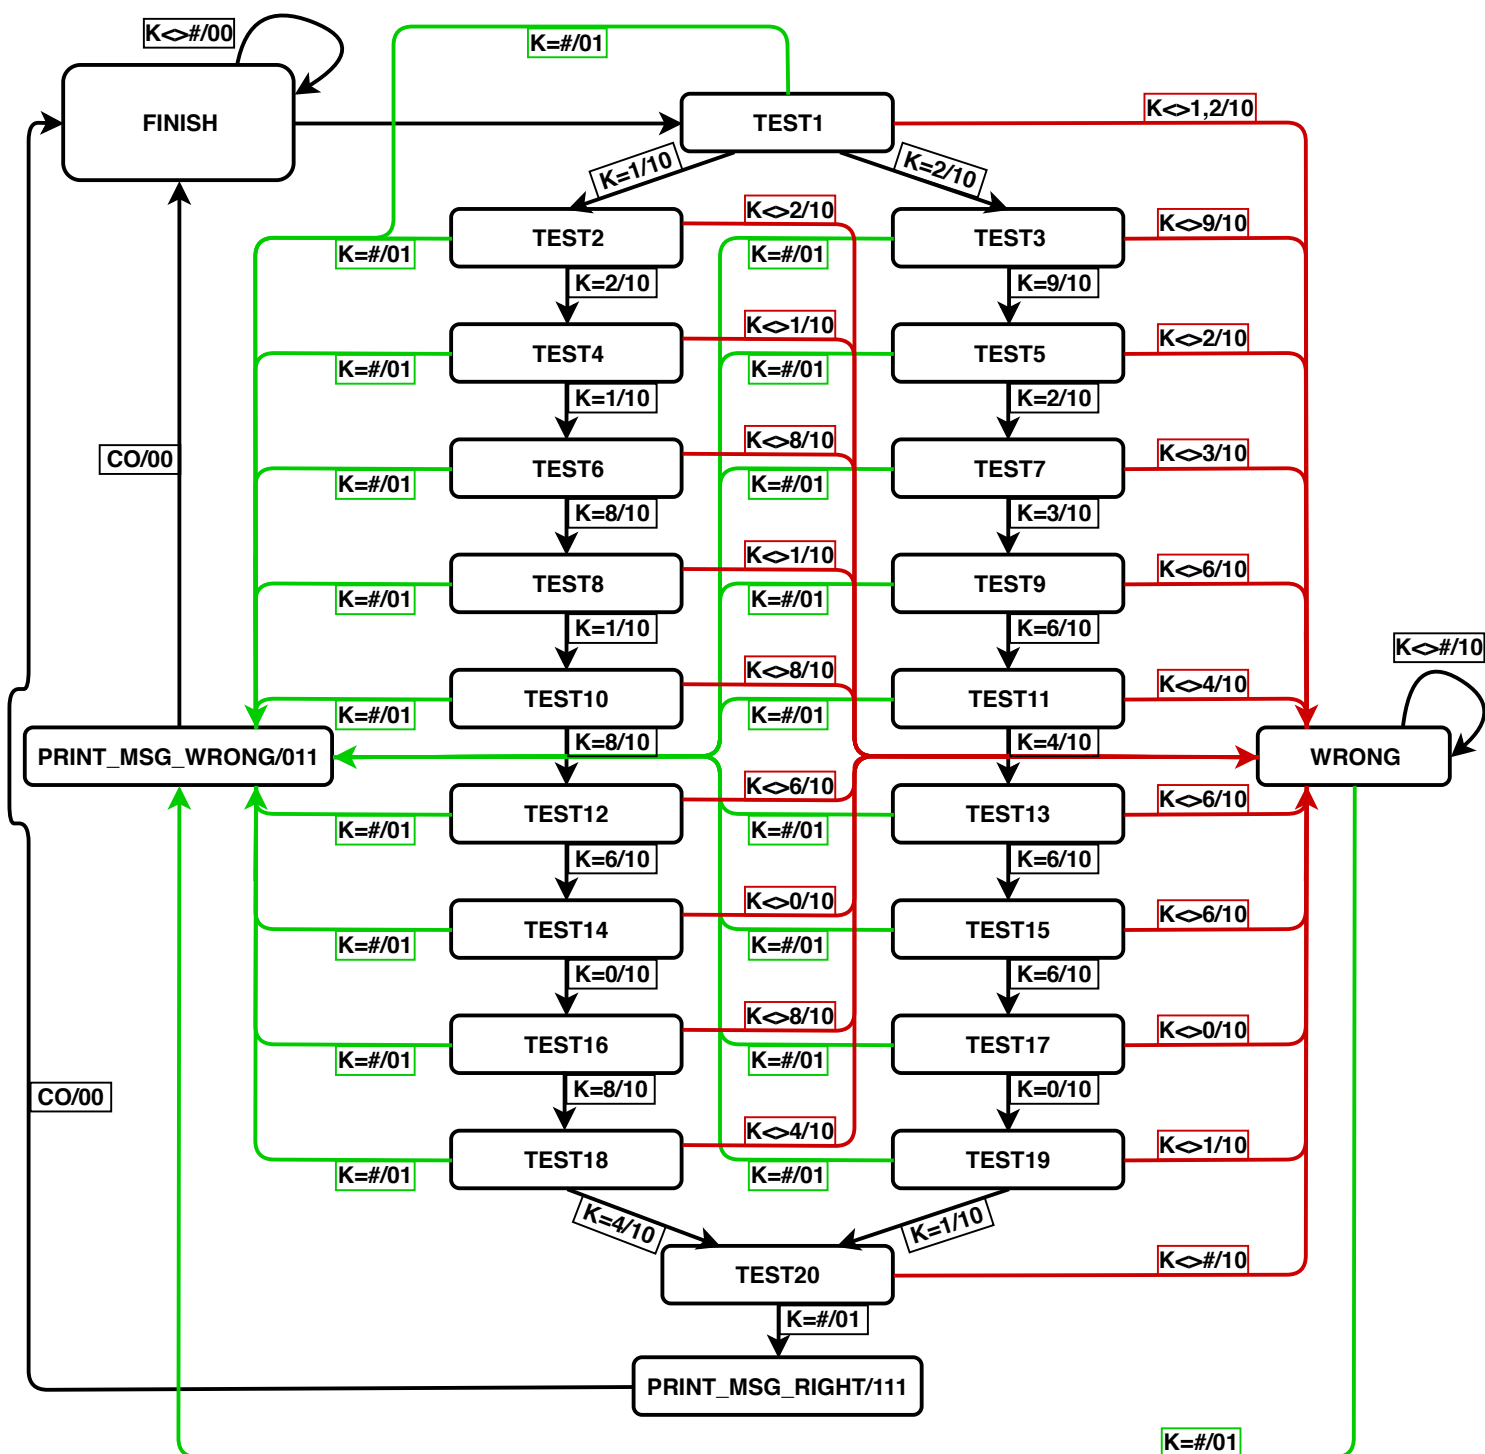 K<>#/00
K=#/01
FINISH
TEST1
K<>1,2/10
K=1/10
K=2/10
TEST2
K<>2/10
TEST3
K<>9/10
K=#/01
K=#/01
K=2/10
K=9/10
TEST4
K<>1/10
TEST5
K<>2/10
K=#/01
K=#/01
K=1/10
K=2/10
CO/00
TEST6
K<>8/10
TEST7
K<>3/10
K=#/01
K=#/01
K=8/10
K=3/10
TEST8
K<>1/10
TEST9
K<>6/10
K=#/01
K=#/01
K=1/10
K=6/10
K<>#/10
TEST10
K<>8/10
TEST11
K<>4/10
K=#/01
K=#/01
K=8/10
K=4/10
PRINT_MSG_WRONG/011
WRONG
TEST12
K<>6/10
TEST13
K<>6/10
K=#/01
K=#/01
K=6/10
K=6/10
TEST14
K<>0/10
TEST15
K<>6/10
K=#/01
K=#/01
K=0/10
K=6/10
TEST16
K<>8/10
TEST17
K<>0/10
K=#/01
K=#/01
K=8/10
K=0/10
CO/00
TEST18
K<>4/10
TEST19
K<>1/10
K=#/01
K=#/01
K=4/10
K=1/10
TEST20
K<>#/10
K=#/01
PRINT_MSG_RIGHT/111
K=#/01